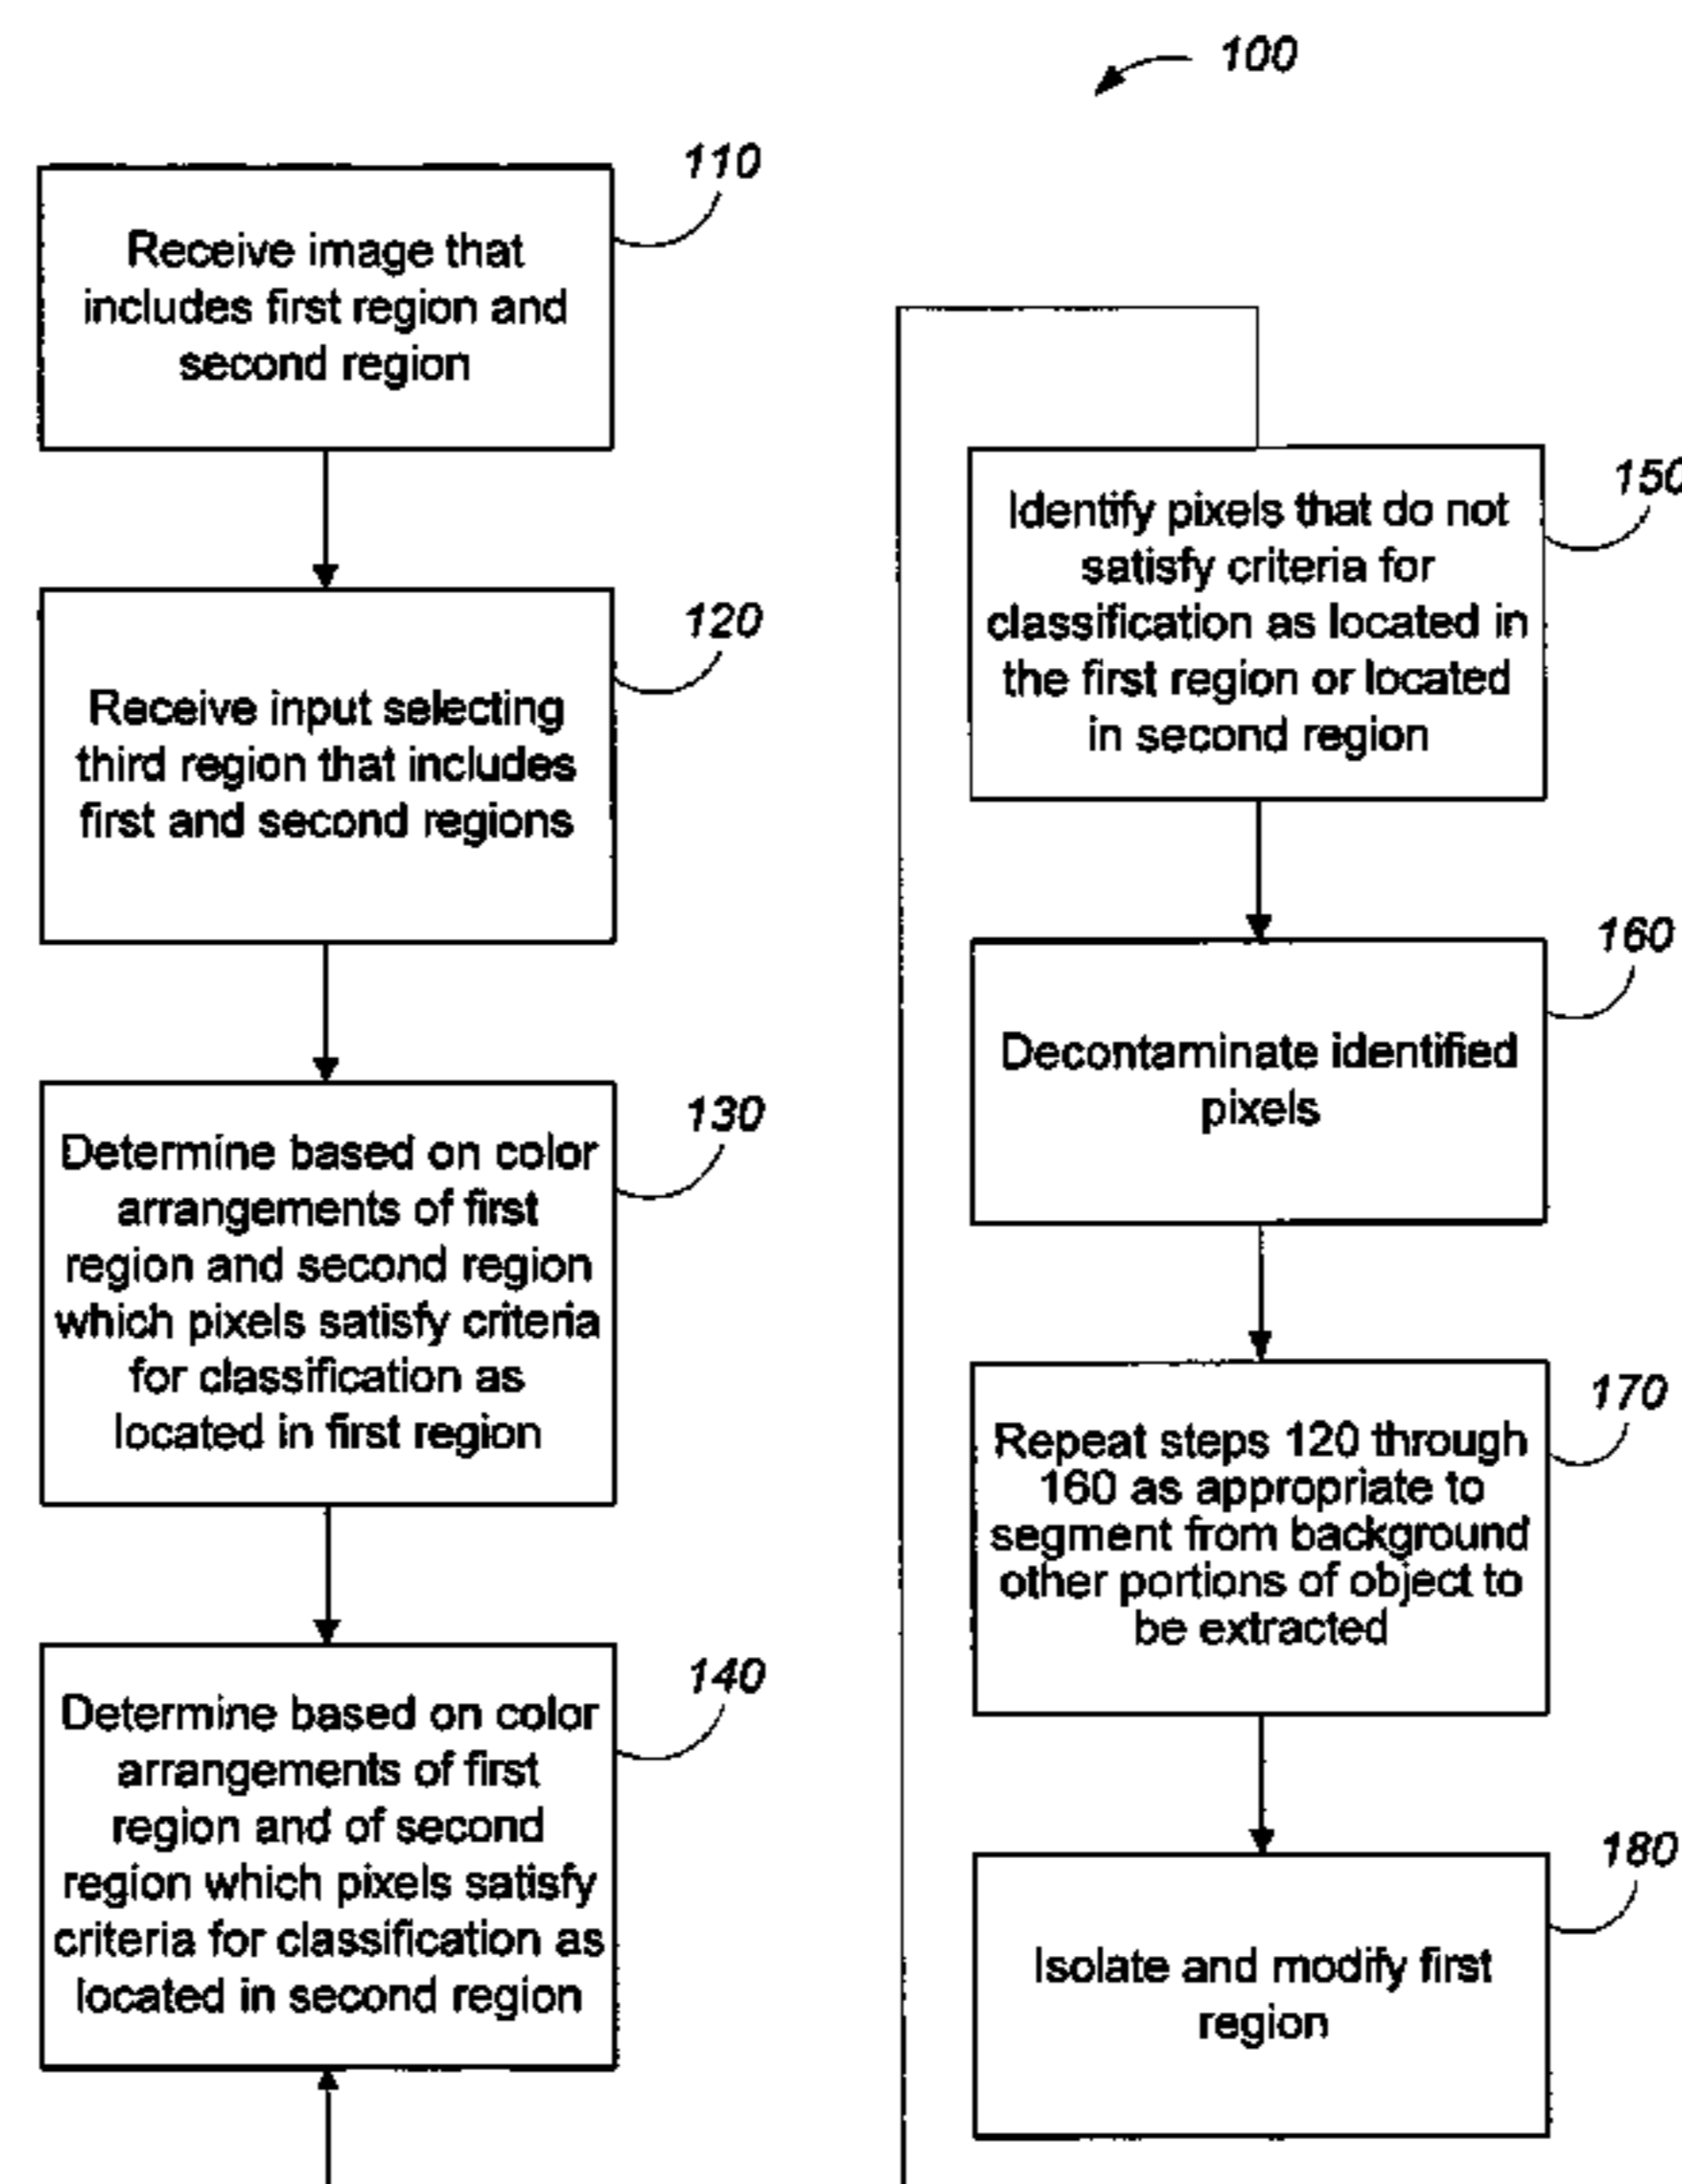 100
110
Receive image that
includes first region and
second region
120
Receive input selecting
third region that includes
first and second regions
130
Determine based on color
arrangements of first
region and second region
which pixels satisfy criteria
for classification as
located in first region
140
Determine based on color
arrangements of first
region and of second
region which pixels satisfy
criteria for classification as
located in second region
150
Identify pixels that do not
satisfy criteria for
classification as located in
the first region or located
in second region
160
Decontaminate identified
pixels
170
Repeat steps 120 through
160 as appropriate to
segment from background
other portions of object to
be extracted
180
Isolate and modify first
region